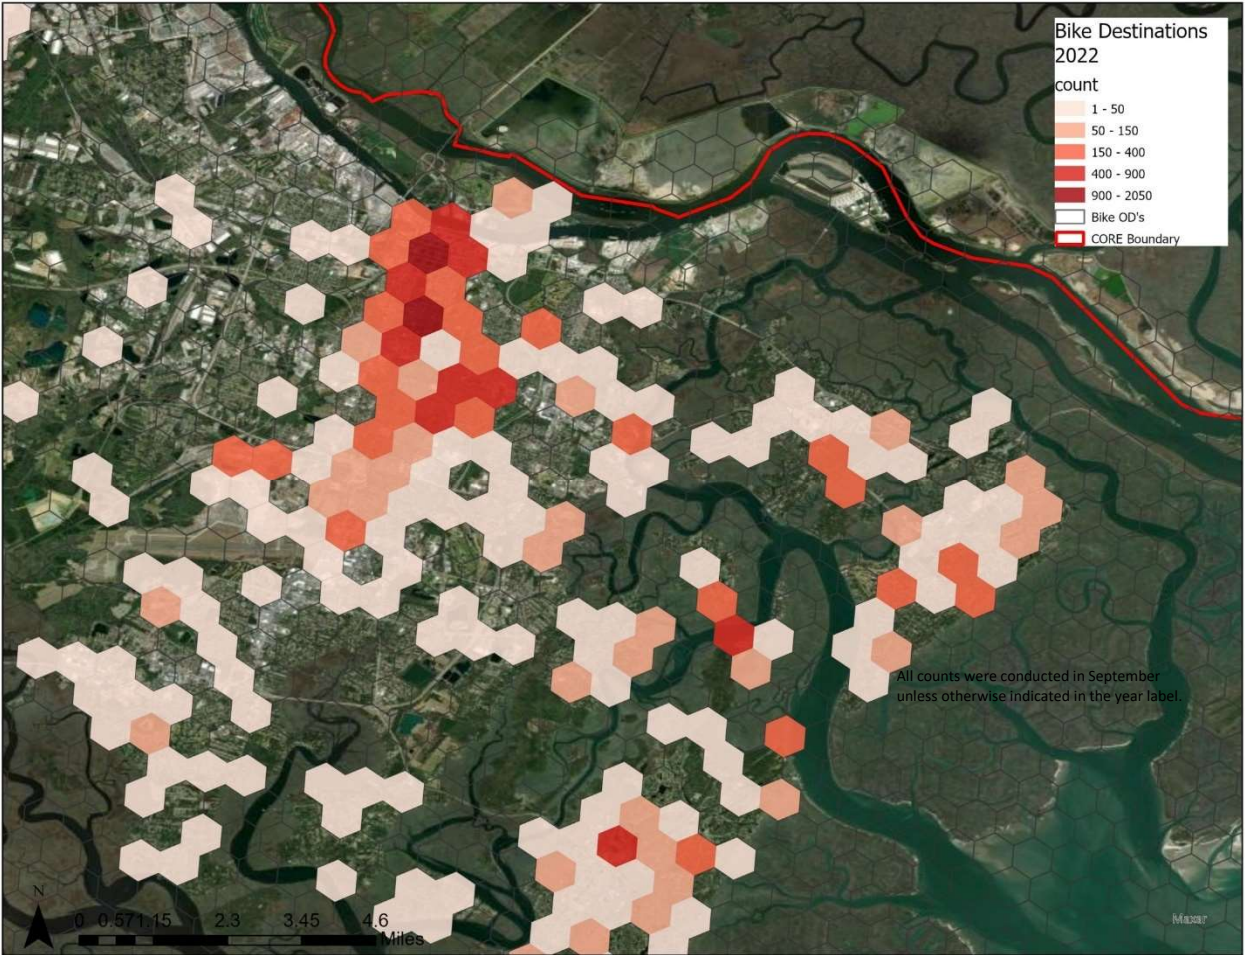 Bike Destinations
2022
count
1 - 50
50 - 150
150 - 400
400 - 900
900 - 2050
Bike OD's
CORE Boundary
All counts were conducted in September
unless otherwise indicated in the year label.
N
0 0.571.15 2.3 3.45 4.6
Miles
Maxar